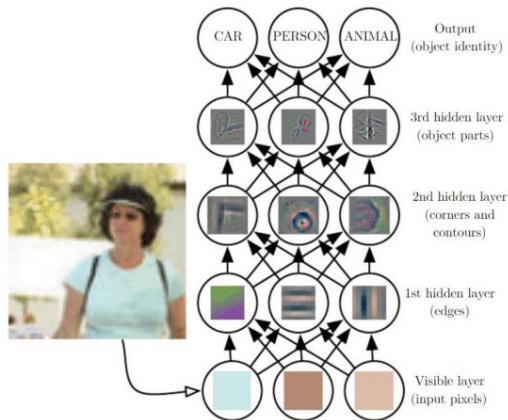 CAR
PERSON
ANIMAL
Output
(object identity)
3rd hidden layer
(object parts)
2nd hidden layer
(corners and
contours)
1st hidden layer
(edges)
Visible layer
(input pixels)